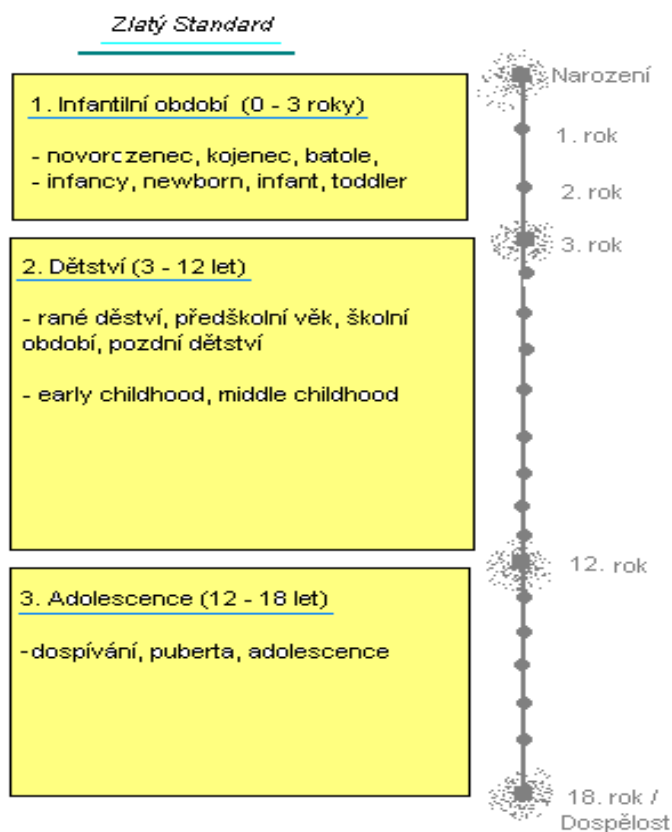 Zlatý Standard
1. Infantilní období (0 - 3 roky)
- novorczenec, kojenec, batole,
- infancy, newborn, infant, toddler
2. Dětství (3 - 12 let)
- rané děství, předškolní věk, školní
období, pozdní dětství
- early childhood, middle childhood
3. Adolescence (12 - 18 let)
-dospívání, puberta, adolescence
Narození
1. rok
2. rok
3. rok
12. rok
18. rok /
Dospělost